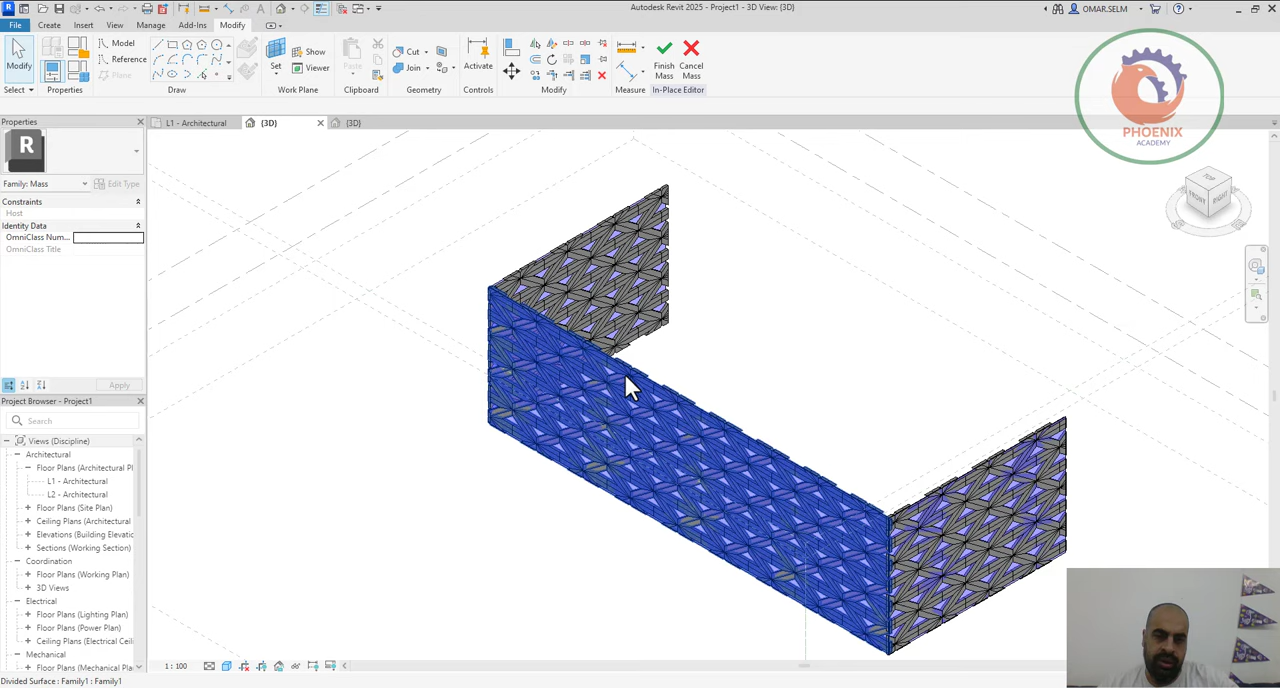 Autodesk Revit 2025 - Project1 - 3D View: {3D}
OMAR.SELM
File Create Insert View Manage Add-Ins Modify
Modify
Select
Properties
Model
Reference
Plane
Draw
Set
Show
Viewer
Work Plane
Paste
Clipboard
Cut
Join
Geometry
Activate
Controls
Modify
Measure
Finish Mass
Cancel Mass
In-Place Editor
PHOENIX
ACADEMY
Properties
L1 - Architectural
{3D}
{3D}
R
Family: Mass
Edit Type
Constraints
Host
Identity Data
OmniClass Num...
OmniClass Title
Apply
Project Browser - Project1
Search
Views (Discipline)
Architectural
Floor Plans (Architectural Pl
L1 - Architectural
L2 - Architectural
Floor Plans (Site Plan)
Ceiling Plans (Architectural
Elevations (Building Elevatio
Sections (Working Section)
Coordination
Floor Plans (Working Plan)
3D Views
Electrical
Floor Plans (Lighting Plan)
Floor Plans (Power Plan)
Ceiling Plans (Electrical Ceil
Mechanical
Floor Plans (Mechanical Pla
TOP
FRONT
RIGHT
1 : 100
Divided Surface : Family1 : Family1